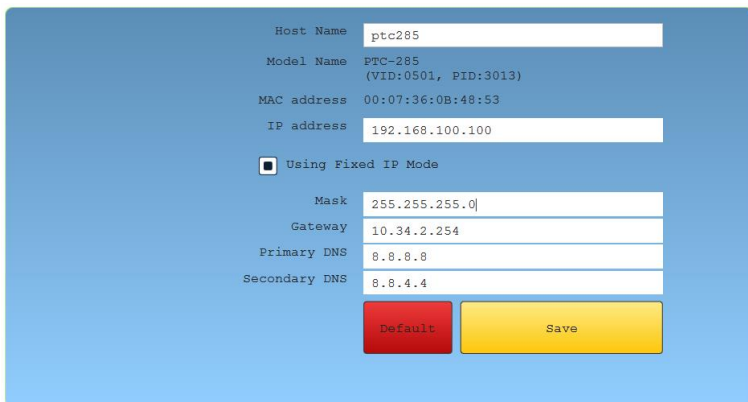 Host Name ptc285
Model Name PTC-285
(VID:0501, PID:3013)
MAC address 00:07:36:0B:48:53
IP address 192.168.100.100
Using Fixed IP Mode
Mask 255.255.255.0
Gateway 10.34.2.254
Primary DNS 8.8.8.8
Secondary DNS 8.8.4.4
Default Save